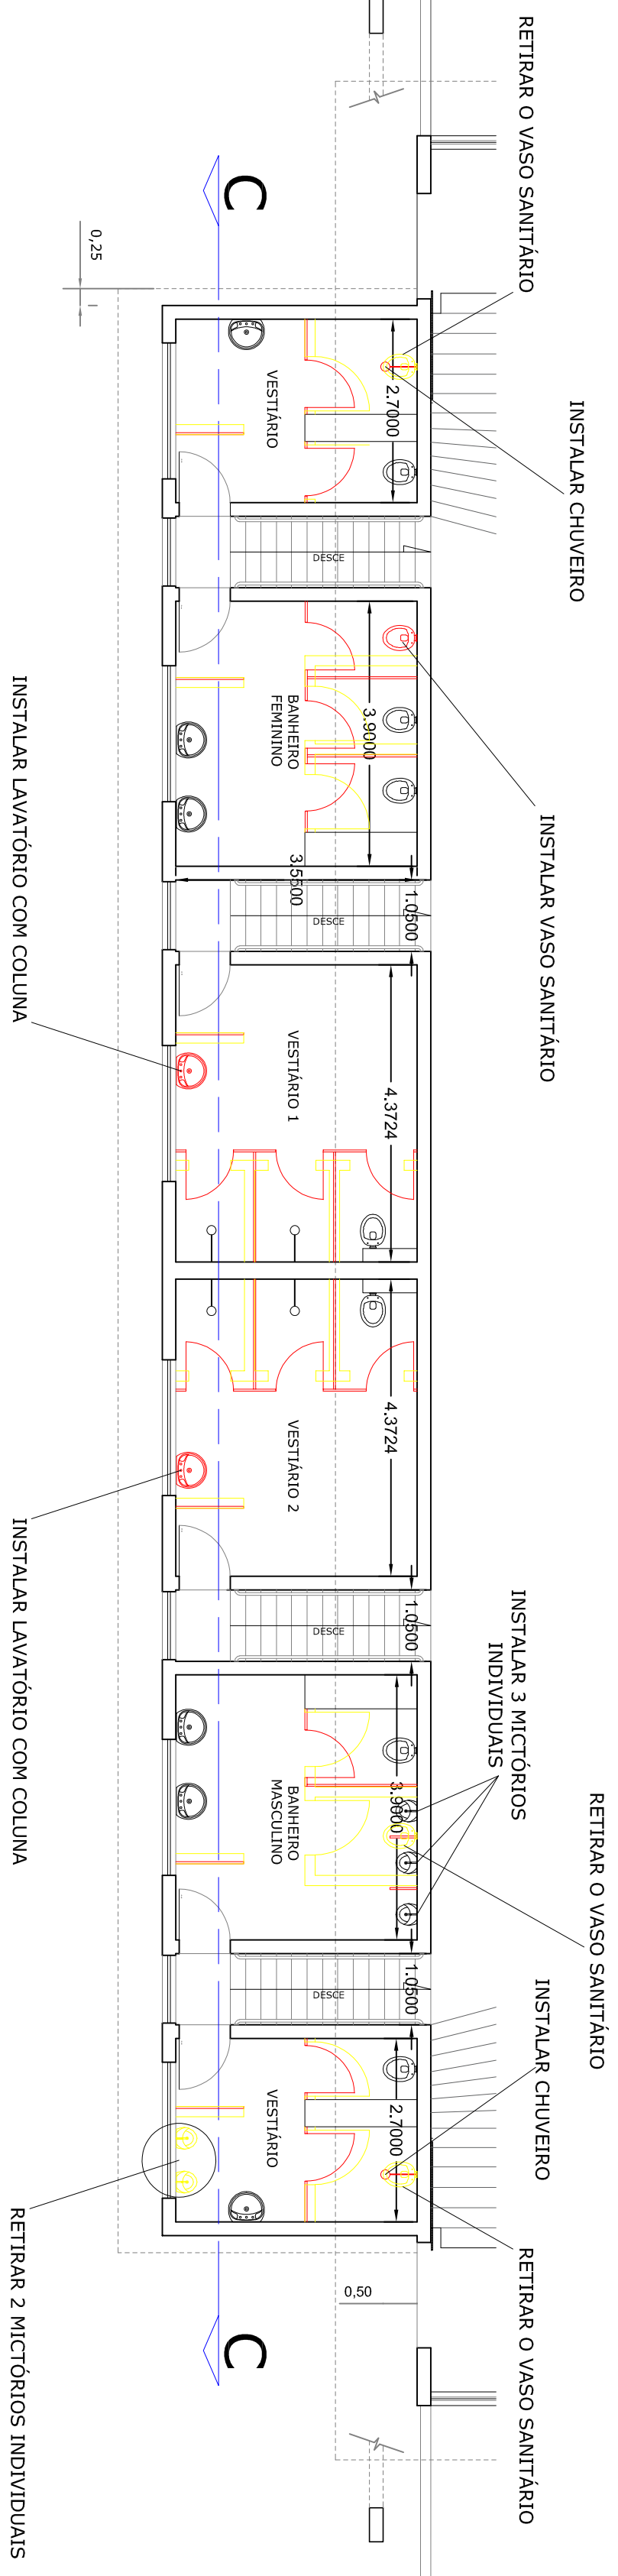 RETIRAR O VASO SANITÁRIO
INSTALAR CHUVEIRO
INSTALAR VASO SANITÁRIO
INSTALAR 3 MICTÓRIOS
INDIVIDUAIS
RETIRAR O VASO SANITÁRIO
INSTALAR CHUVEIRO
RETIRAR O VASO SANITÁRIO
C
0,25
VESTIÁRIO
2.7000
DESCE
BANHEIRO
FEMININO
3.9000
3.5500
1.0500
DESCE
VESTIÁRIO 1
4.3724
VESTIÁRIO 2
4.3724
1.0500
DESCE
BANHEIRO
MASCULINO
3.9000
1.0500
DESCE
VESTIÁRIO
2.7000
0,50
C
INSTALAR LAVATÓRIO COM COLUNA
INSTALAR LAVATÓRIO COM COLUNA
RETIRAR 2 MICTÓRIOS INDIVIDUAIS